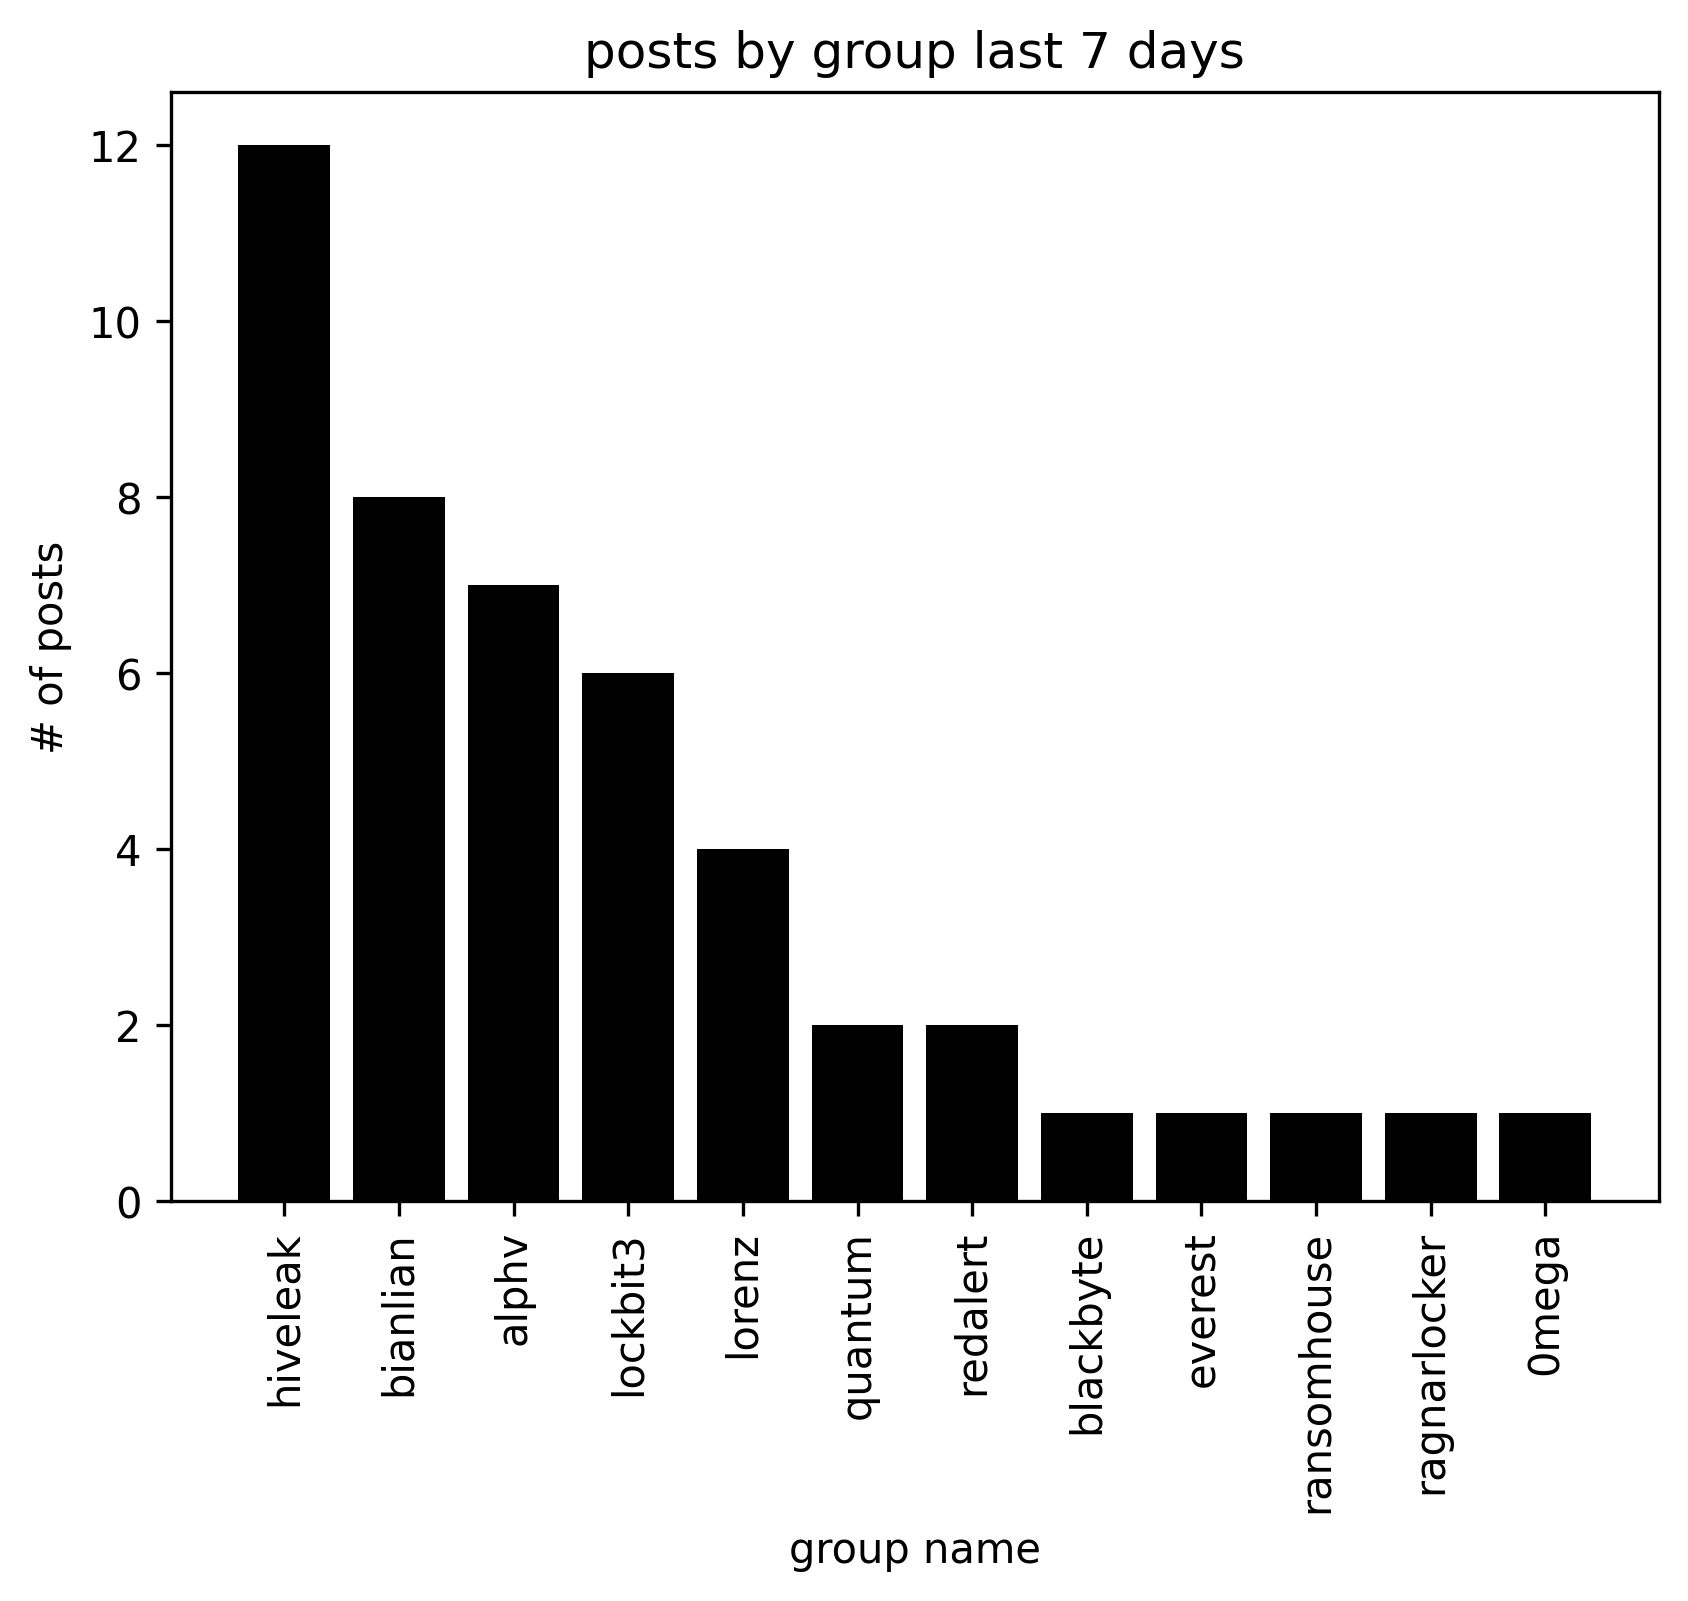 posts by group last 7 days
12
10
8
6
4
2
0
# of posts
hiveleak
bianlian
alphv
lockbit3
lorenz
quantum
redalert
blackbyte
everest
ransomhouse
ragnarlocker
0mega
group name